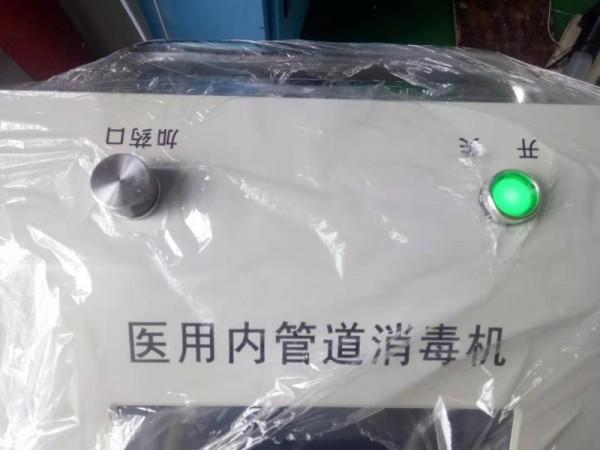 加药口
开 关
医用内管道消毒机